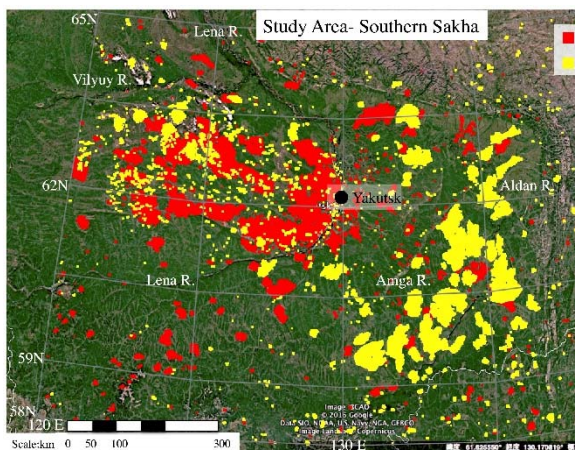 65N
Study Area- Southern Sakha
Lena R.
Vilyuy R.
62N
Yakutsk
Aldan R.
Lena R.
Amga R.
59N
58N
120 E
130 E
Image IBCAO
© 2016 Google
Data SIO, NOAA, U.S. Navy, NGA, GEBCO
Image Landsat / Copernicus
Scale:km 0 50 100 300